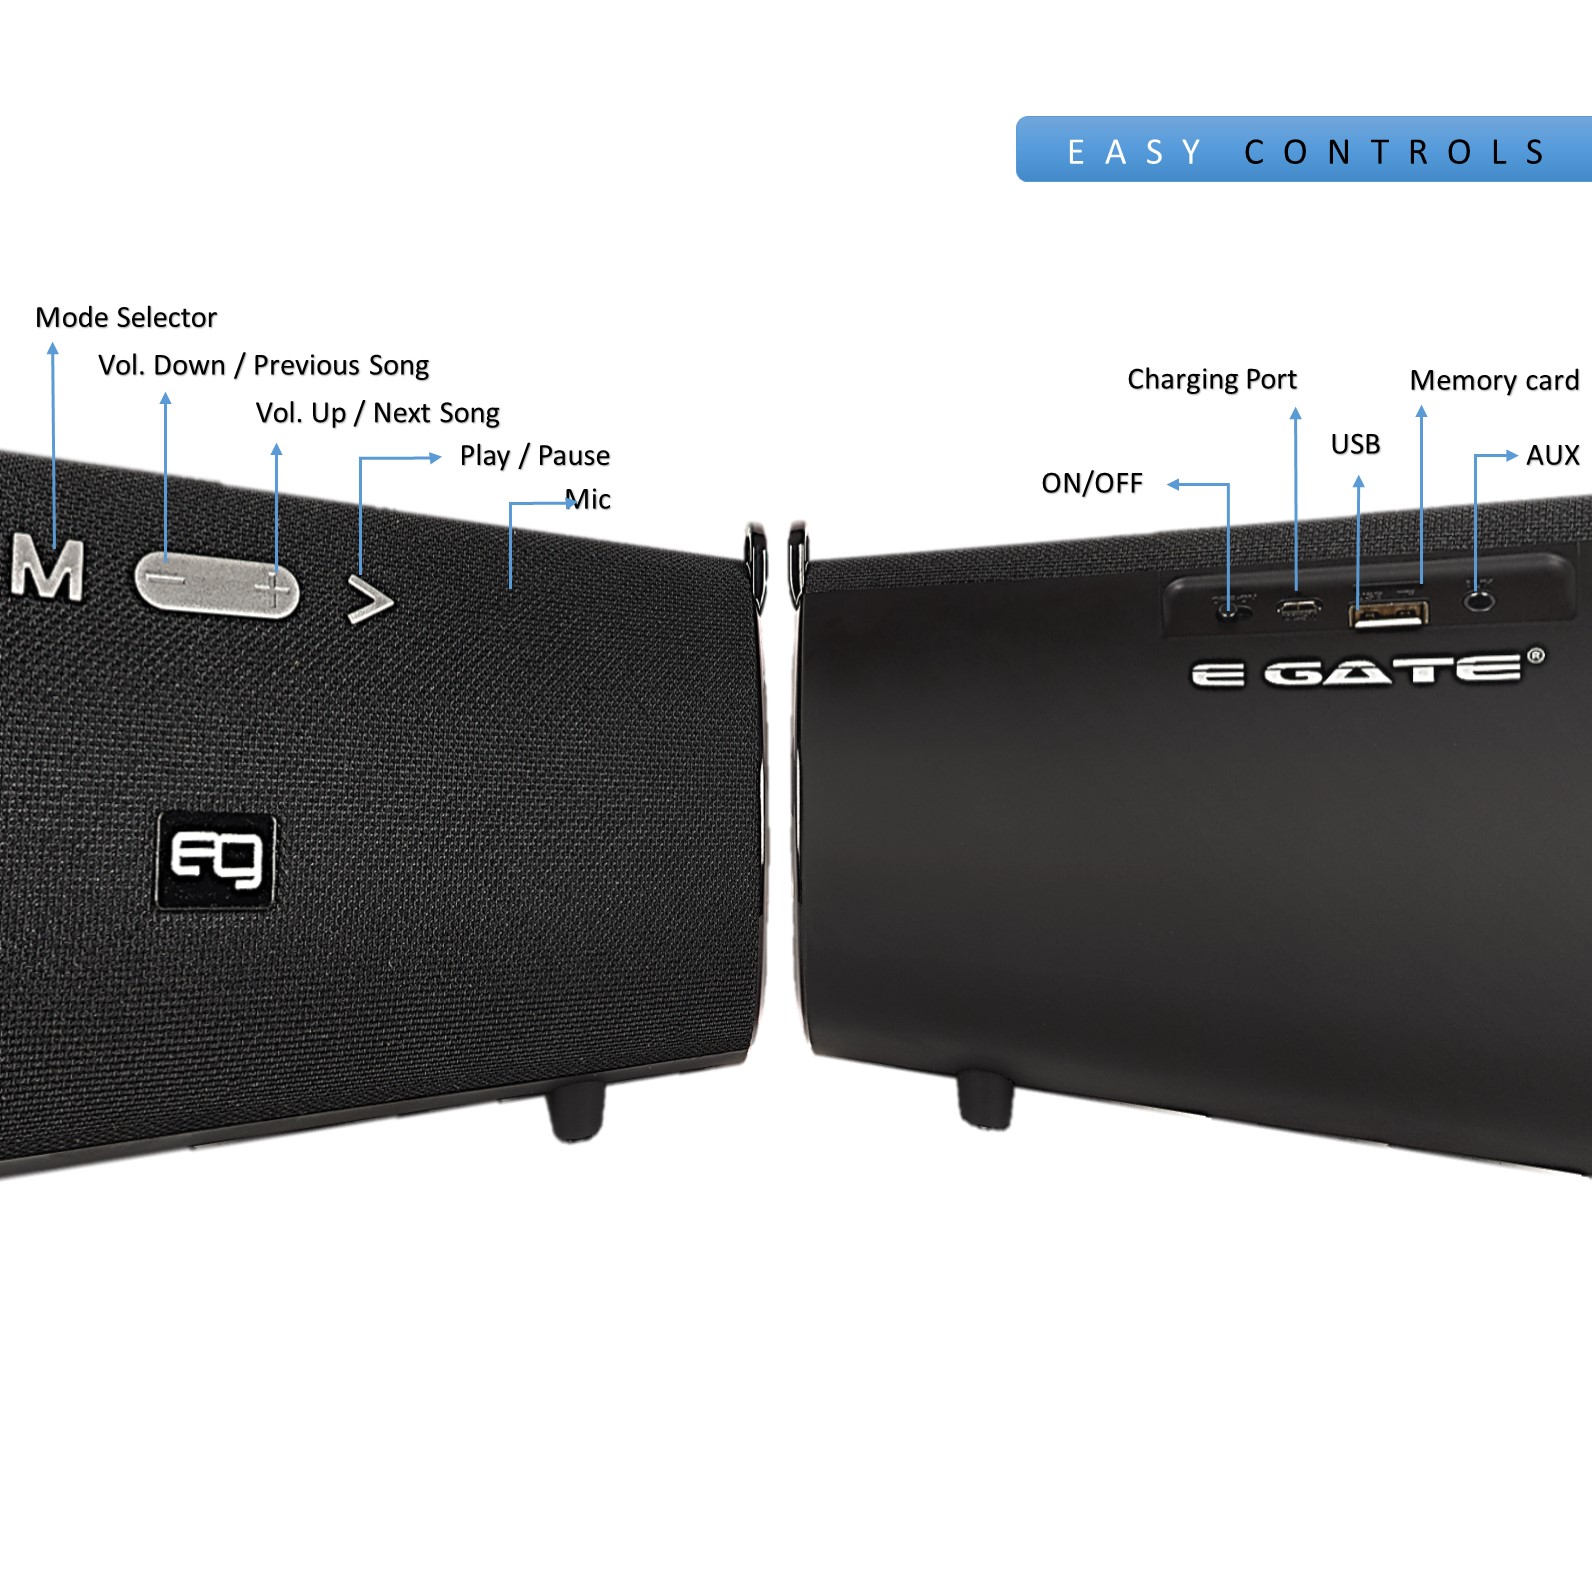 EASY CONTROLS
Mode Selector
Vol. Down / Previous Song
Vol. Up / Next Song
Play / Pause
Mic
M
− +
>
eg
Charging Port
Memory card
USB
AUX
ON/OFF
E GATE®